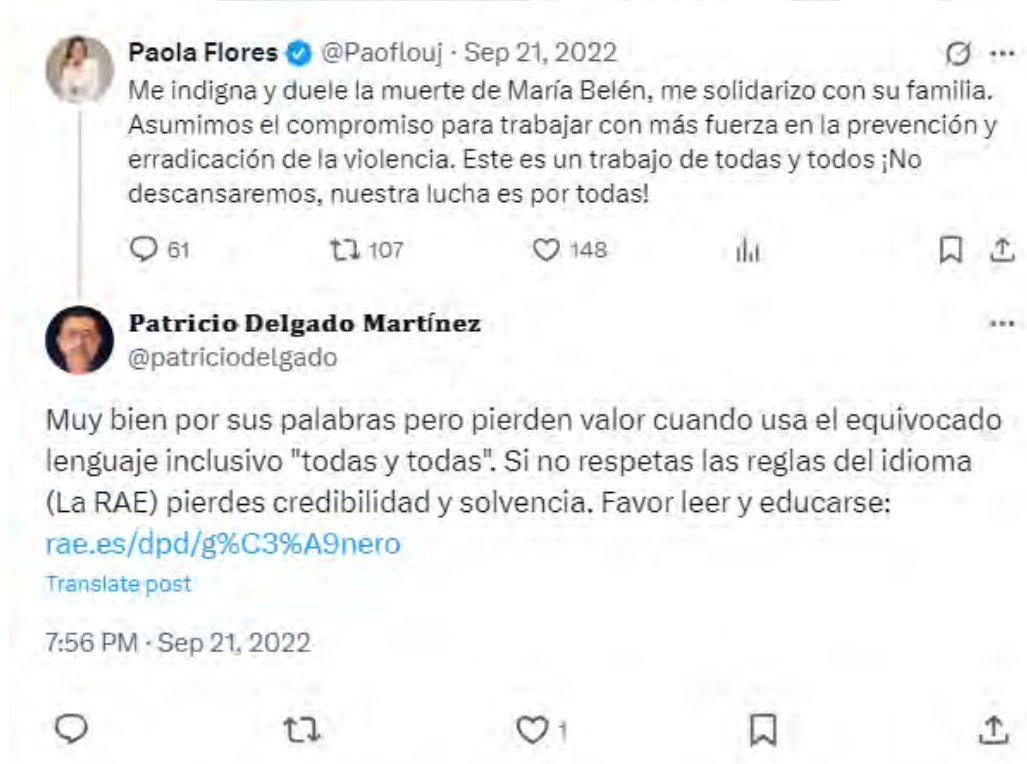 Paola Flores @Paoflouj · Sep 21, 2022
Me indigna y duele la muerte de María Belén, me solidarizo con su familia.
Asumimos el compromiso para trabajar con más fuerza en la prevención y
erradicación de la violencia. Este es un trabajo de todas y todos ¡No
descansaremos, nuestra lucha es por todas!
61 107 148
Patricio Delgado Martínez
@patriciodelgado
Muy bien por sus palabras pero pierden valor cuando usa el equivocado
lenguaje inclusivo "todas y todas". Si no respetas las reglas del idioma
(La RAE) pierdes credibilidad y solvencia. Favor leer y educarse:
rae.es/dpd/g%C3%A9nero
Translate post
7:56 PM · Sep 21, 2022
1